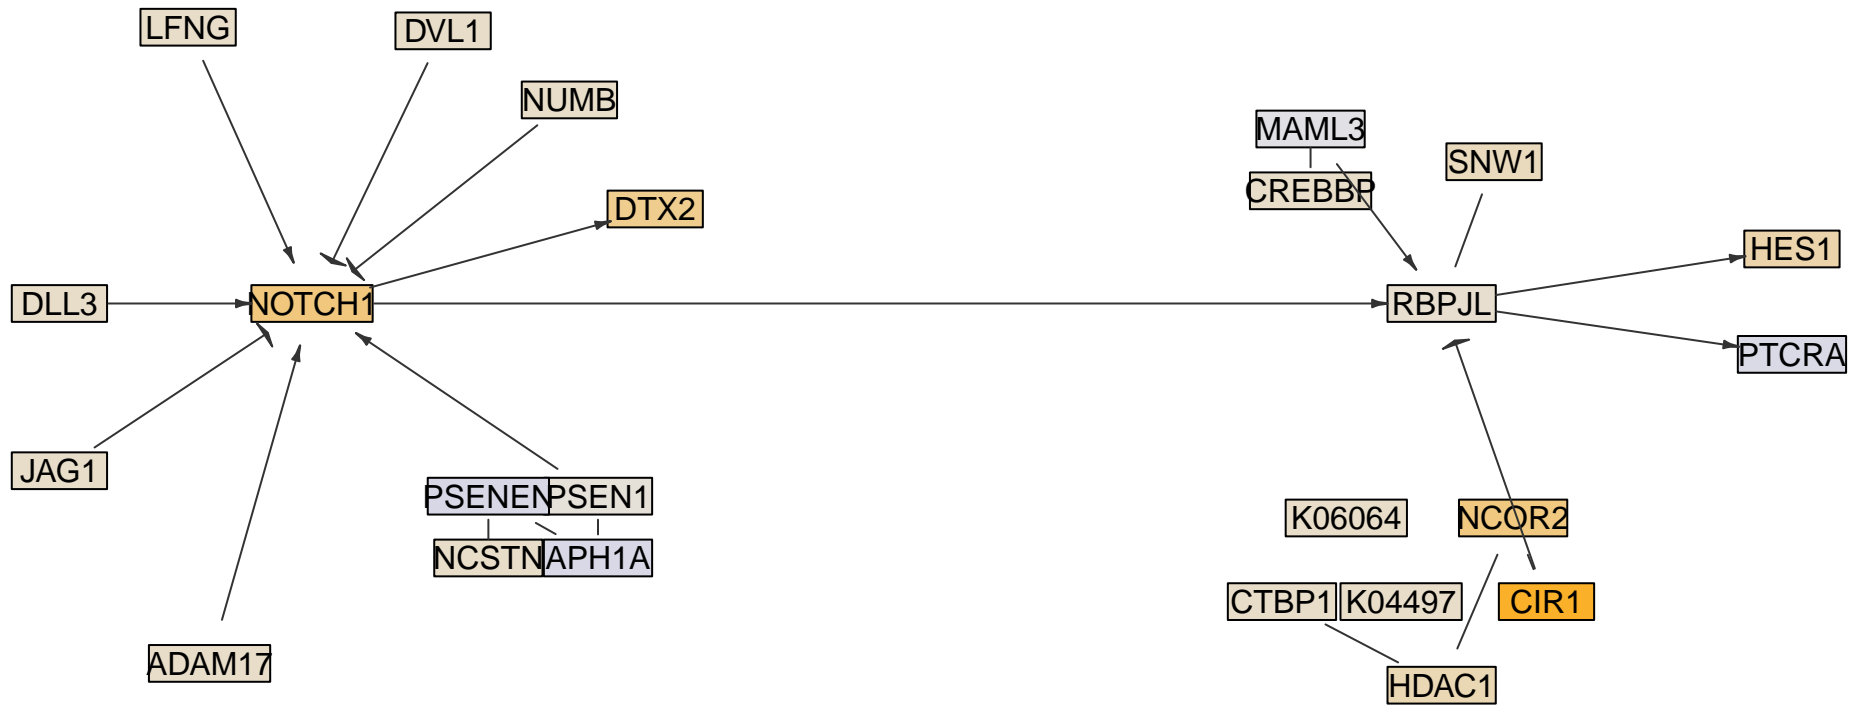 LFNG
DVL1
NUMB
MAML3
SNW1
CREBBP
DTX2
HES1
DLL3
NOTCH1
RBPJL
PTCRA
JAG1
PSENEN
PSEN1
K06064
NCOR2
NCSTN
APH1A
CTBP1
K04497
CIR1
ADAM17
HDAC1